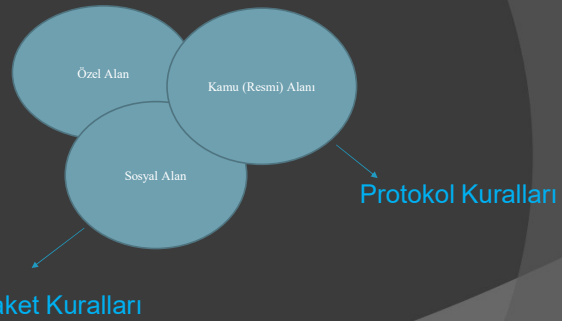 Özel Alan
Kamu (Resmi) Alanı
Sosyal Alan
Protokol Kuralları
aket Kuralları